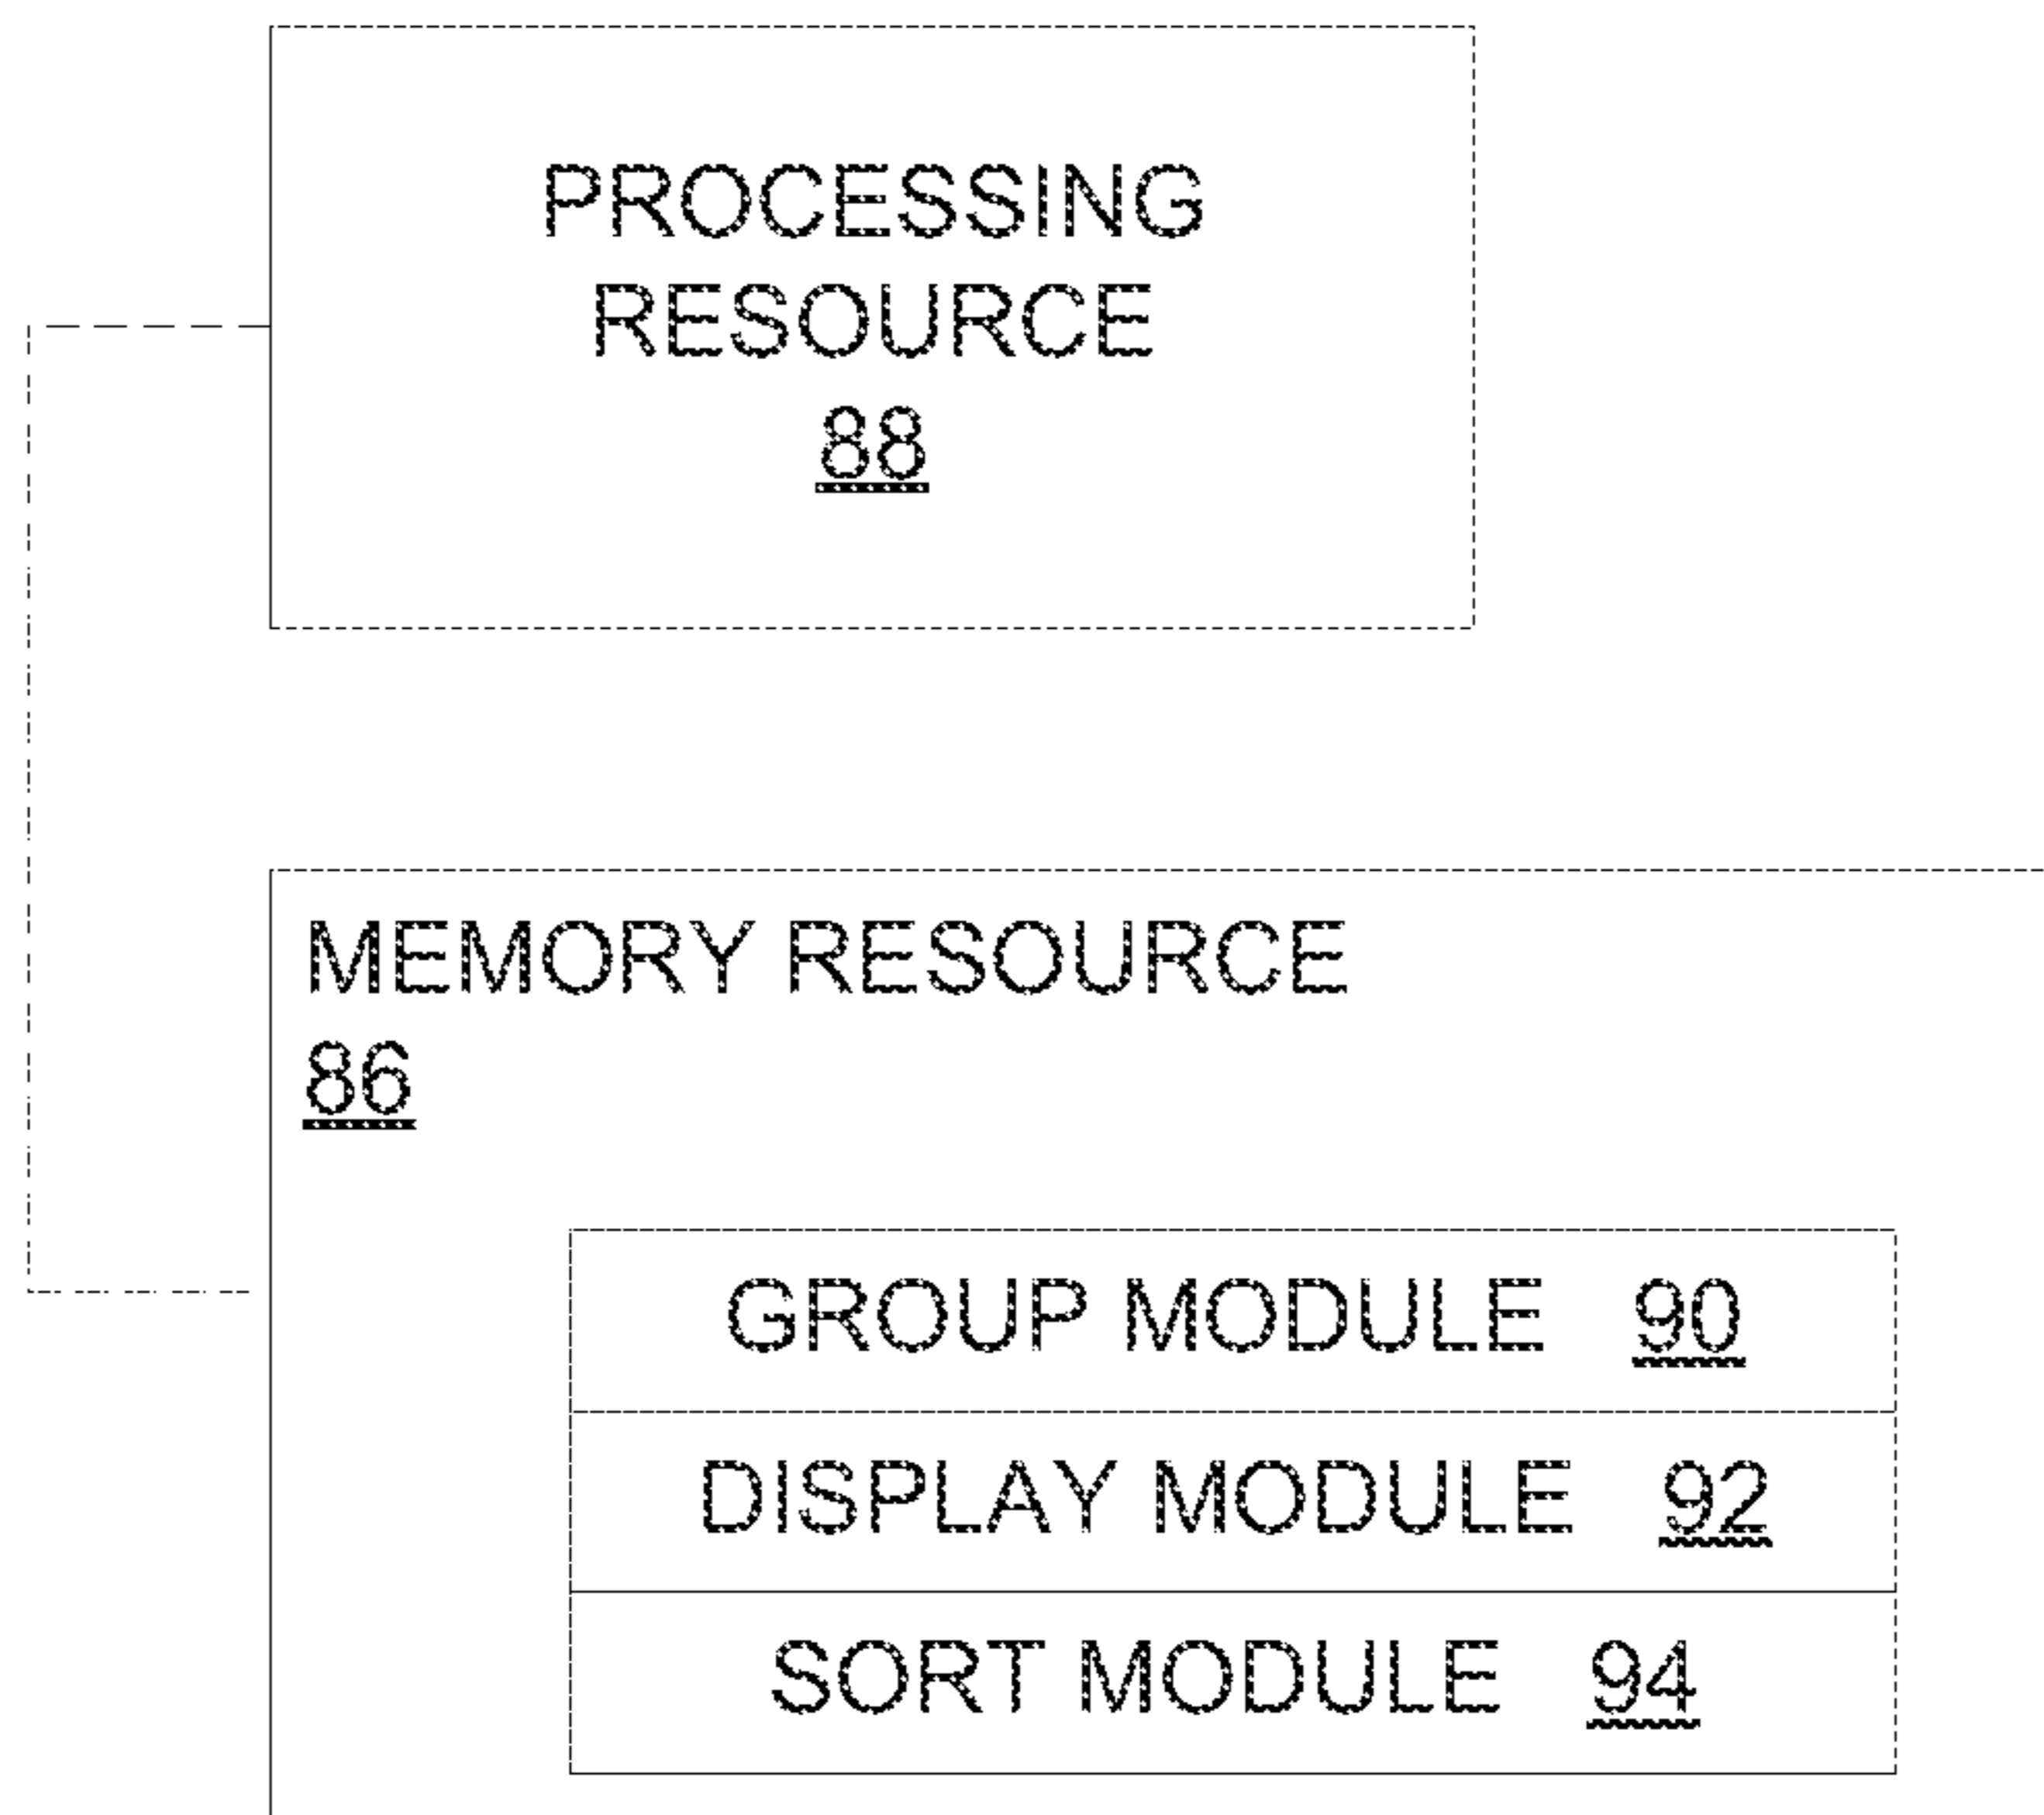 PROCESSING
RESOURCE
88
MEMORY RESOURCE
86
GROUP MODULE 90
DISPLAY MODULE 92
SORT MODULE 94